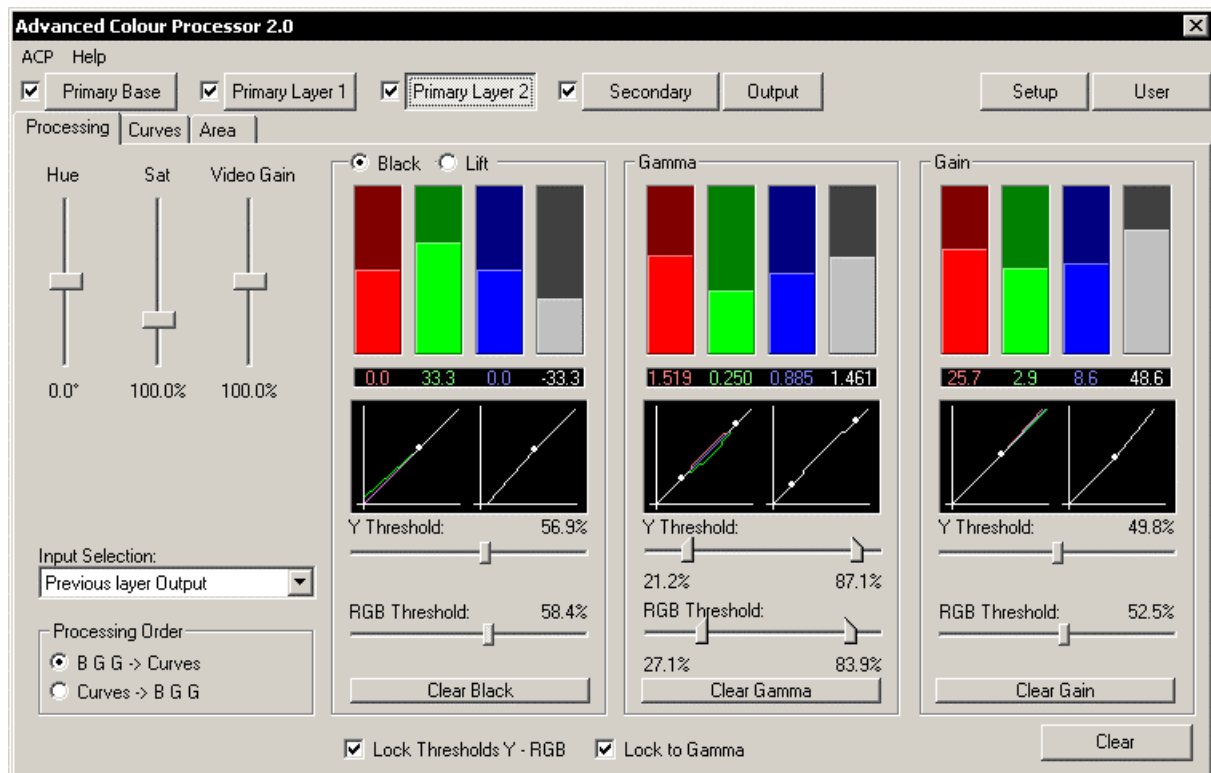 Advanced Colour Processor 2.0
ACP Help
Primary Base Primary Layer 1 Primary Layer 2 Secondary Output Setup User
Processing Curves Area
Hue Sat Video Gain
0.0° 100.0% 100.0%
Input Selection:
Previous layer Output
Processing Order
B G G -> Curves
Curves -> B G G
Black Lift
0.0 33.3 0.0 -33.3
Y Threshold: 56.9%
RGB Threshold: 58.4%
Clear Black
Gamma
1.519 0.250 0.885 1.461
Y Threshold:
21.2% 87.1%
RGB Threshold:
27.1% 83.9%
Clear Gamma
Gain
25.7 2.9 8.6 48.6
Y Threshold: 49.8%
RGB Threshold: 52.5%
Clear Gain
Lock Thresholds Y - RGB Lock to Gamma
Clear